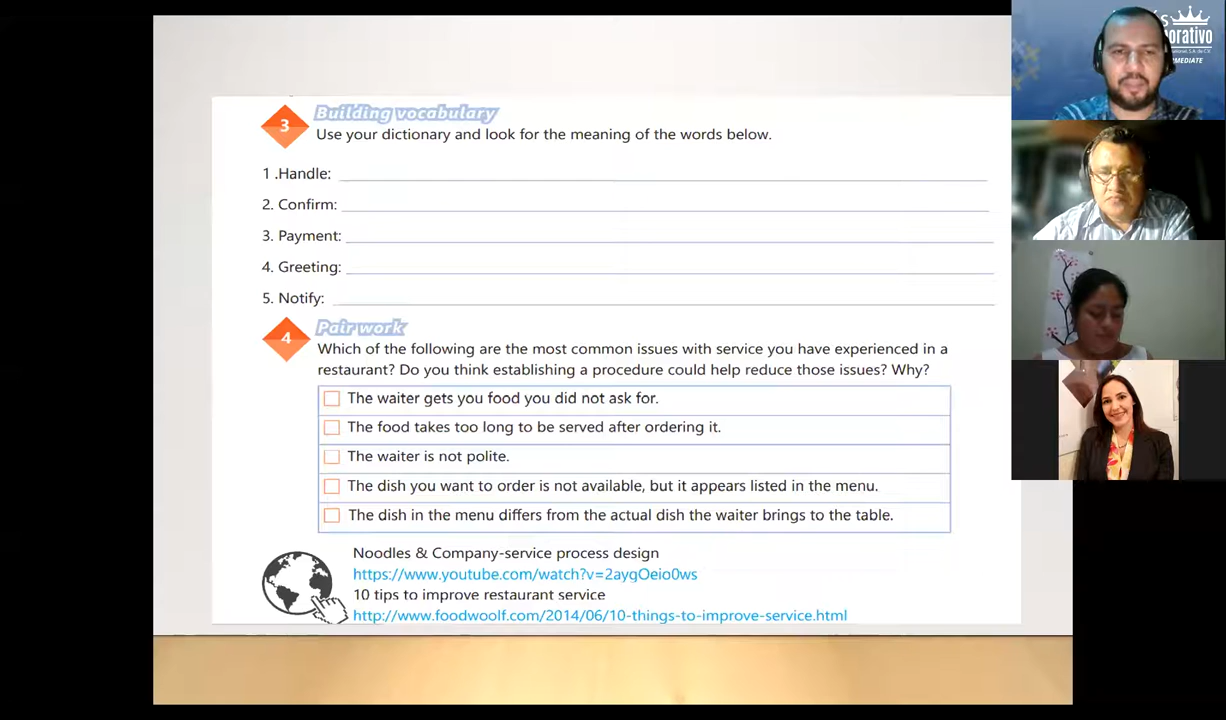 3
Building vocabulary
Use your dictionary and look for the meaning of the words below.
1 .Handle:
2. Confirm:
3. Payment:
4. Greeting:
5. Notify:
4
Pair work
Which of the following are the most common issues with service you have experienced in a
restaurant? Do you think establishing a procedure could help reduce those issues? Why?
The waiter gets you food you did not ask for.
The food takes too long to be served after ordering it.
The waiter is not polite.
The dish you want to order is not available, but it appears listed in the menu.
The dish in the menu differs from the actual dish the waiter brings to the table.
Noodles & Company-service process design
https://www.youtube.com/watch?v=2aygOeio0ws
10 tips to improve restaurant service
http://www.foodwoolf.com/2014/06/10-things-to-improve-service.html